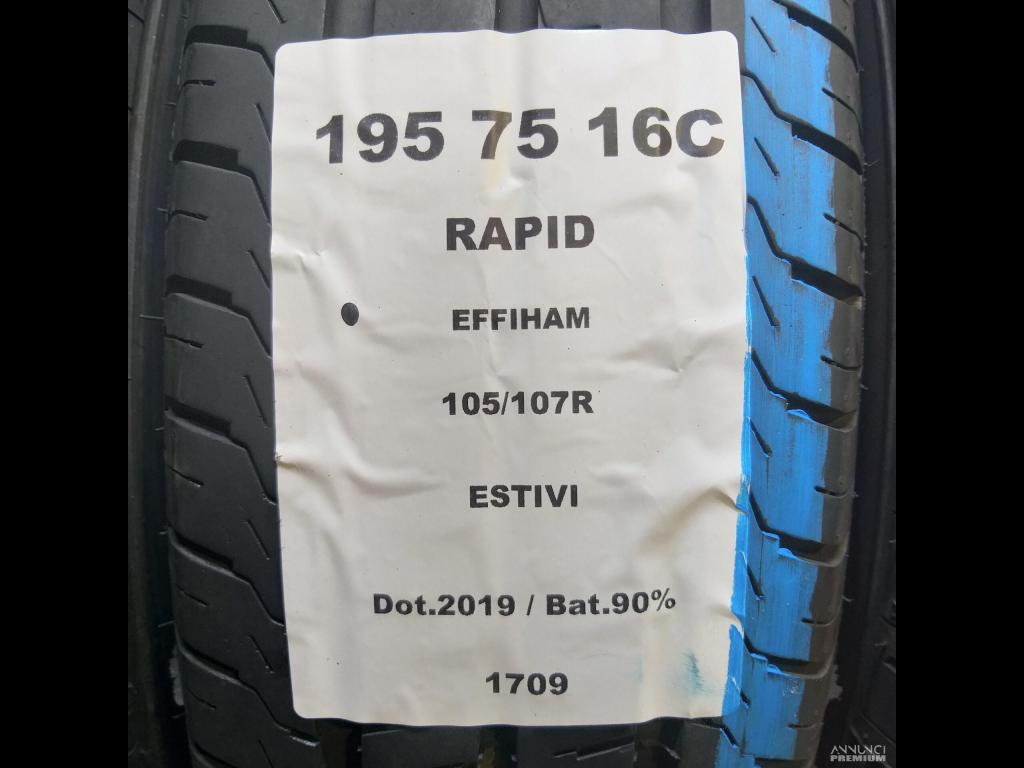 195 75 16C
RAPID
EFFIHAM
105/107R
ESTIVI
Dot.2019 / Bat.90%
1709
ANNUNCI
PREMIUM